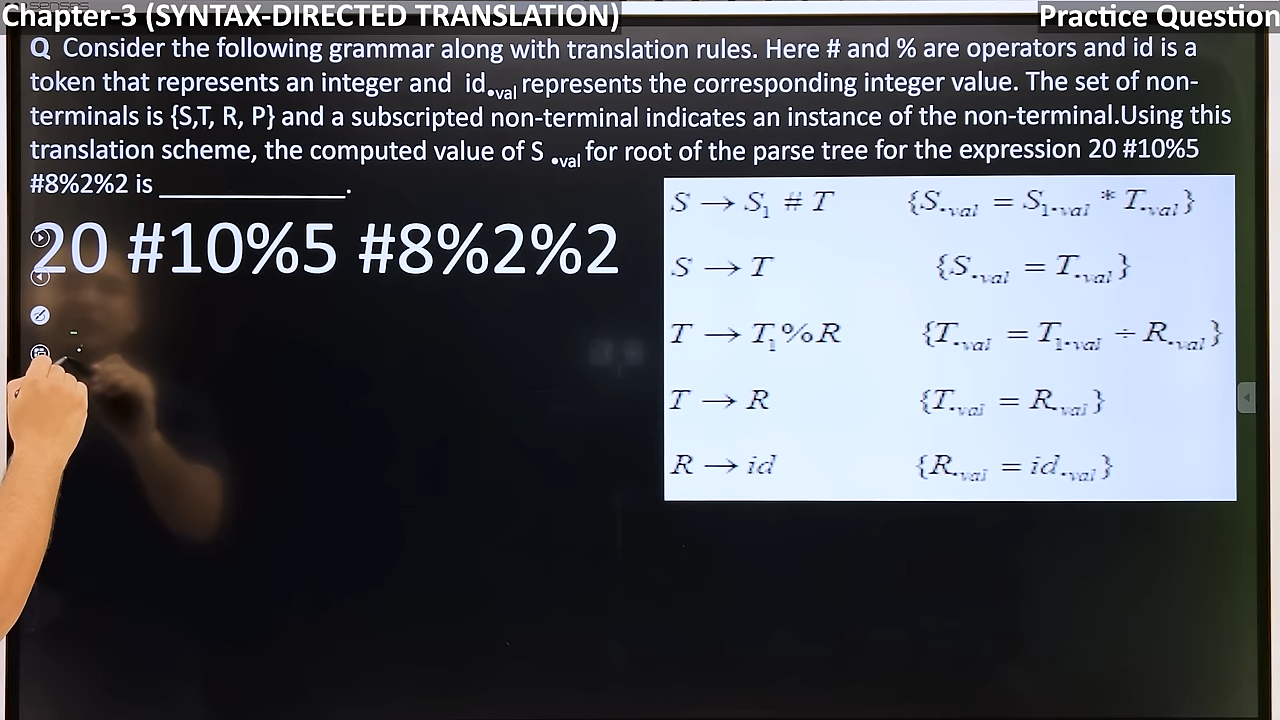 Chapter-3 (SYNTAX-DIRECTED TRANSLATION)
Practice Question
Q Consider the following grammar along with translation rules. Here # and % are operators and id is a
token that represents an integer and id.val represents the corresponding integer value. The set of non-
terminals is {S,T, R, P} and a subscripted non-terminal indicates an instance of the non-terminal.Using this
translation scheme, the computed value of S .val for root of the parse tree for the expression 20 #10%5
#8%2%2 is ________________.
20 #10%5 #8%2%2
S → S₁ # T {S.val = S₁.val * T.val}
S → T {S.val = T.val}
T → T₁%R {T.val = T₁.val ÷ R.val}
T → R {T.val = R.val}
R → id {R.val = id.val}